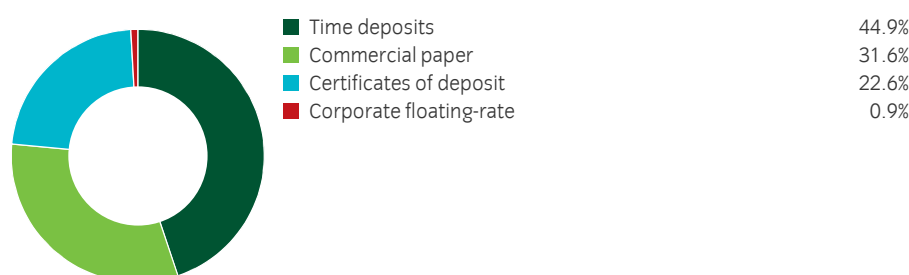 Time deposits 44.9%
Commercial paper 31.6%
Certificates of deposit 22.6%
Corporate floating-rate 0.9%